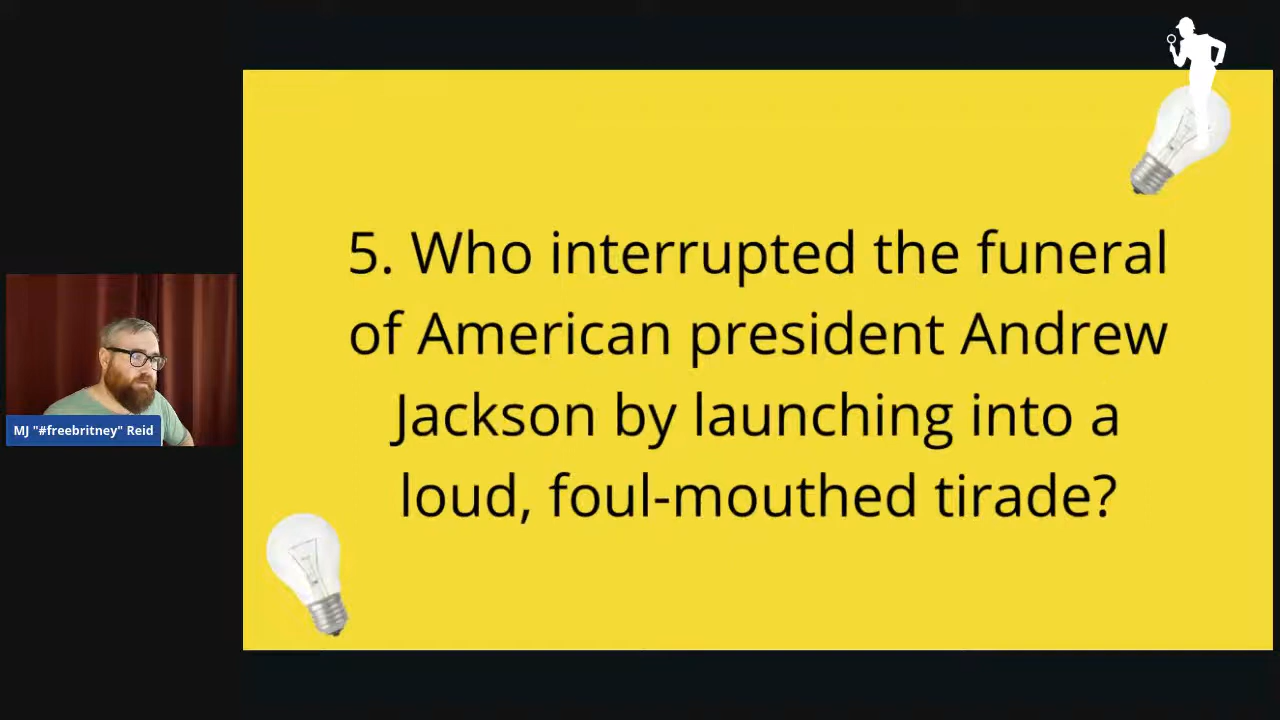 5. Who interrupted the funeral
of American president Andrew
Jackson by launching into a
loud, foul-mouthed tirade?
MJ "#freebritney" Reid